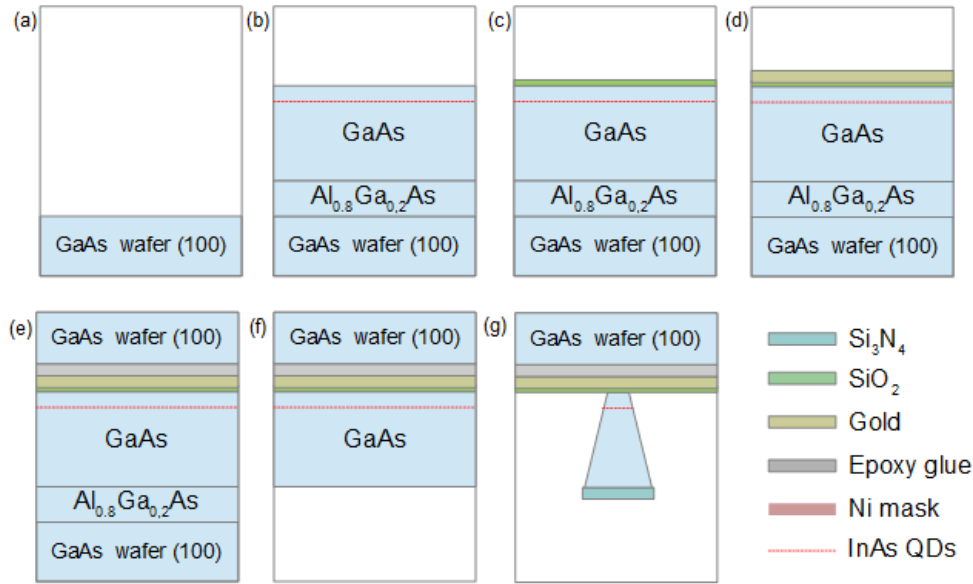 (a)
GaAs wafer (100)
(b)
GaAs
Al₀.₈Ga₀,₂As
GaAs wafer (100)
(c)
GaAs
Al₀.₈Ga₀,₂As
GaAs wafer (100)
(d)
GaAs
Al₀.₈Ga₀,₂As
GaAs wafer (100)
(e)
GaAs wafer (100)
GaAs
Al₀.₈Ga₀,₂As
GaAs wafer (100)
(f)
GaAs wafer (100)
GaAs
(g)
GaAs wafer (100)
Si₃N₄
SiO₂
Gold
Epoxy glue
Ni mask
InAs QDs